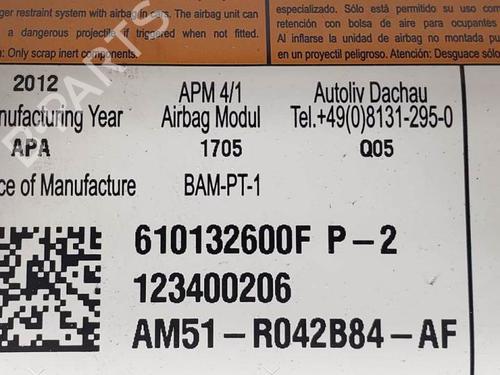 ger restraint system with airbag in cars. The airbag unit can
a dangerous projectile if triggered when not fitted.
n: Only scrap inert components.
especializado. Sólo está permitido su uso com
retención con bolsa de aire para ocupantes.
Al inflarse la unidad de airbag no montada pu
en un proyectil peligroso. Atención: Desguace sólo
2012
nufacturing Year
APA
ce of Manufacture
APM 4/1
Airbag Modul
1705
BAM-PT-1
Autoliv Dachau
Tel.+49(0)8131-295-0
Q05
610132600F P-2
123400206
AM51-R042B84-AF
B-PARTS